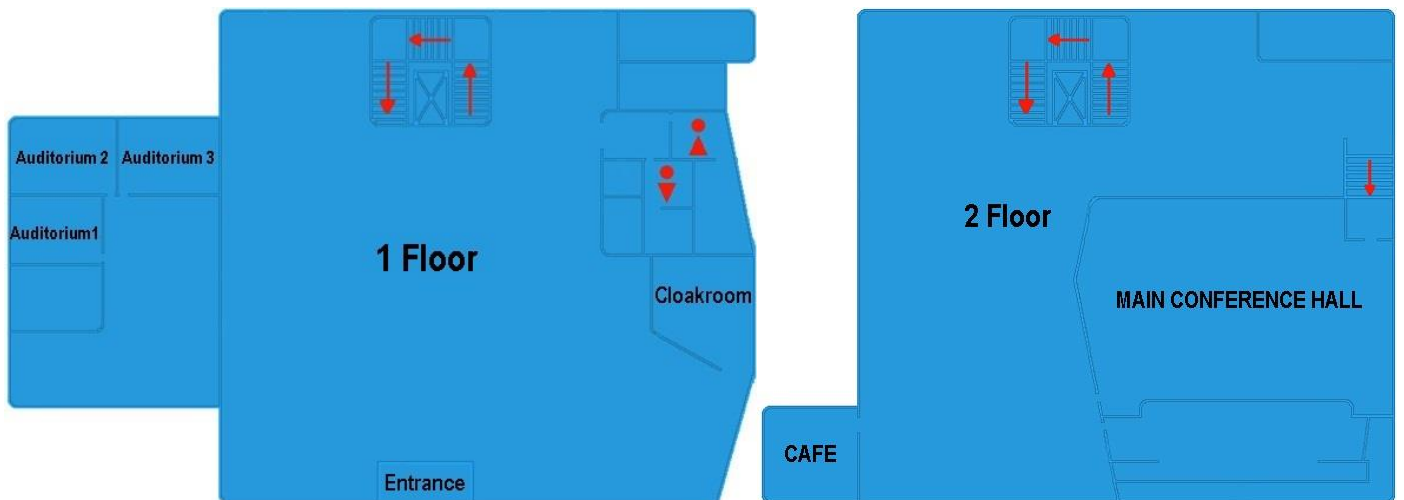 Auditorium 2
Auditorium 3
Auditorium1
1 Floor
Cloakroom
Entrance
2 Floor
MAIN CONFERENCE HALL
CAFE